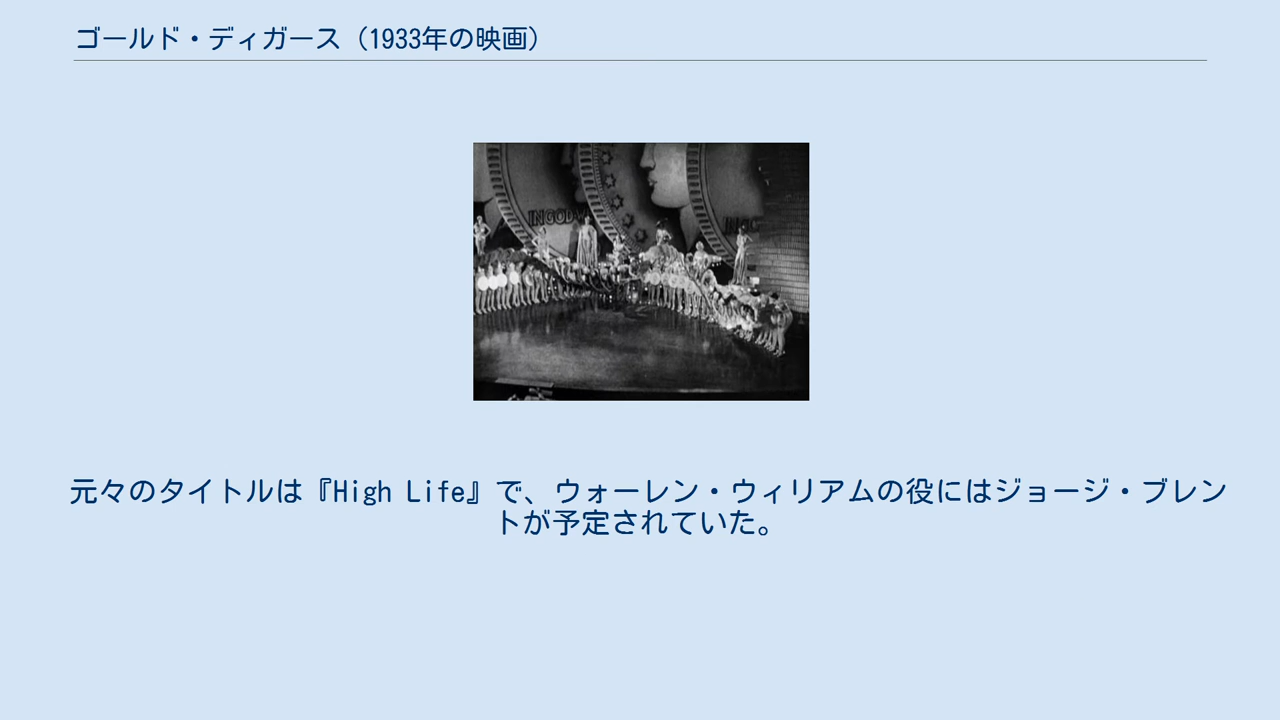 ゴールド・ディガース（1933年の映画）
INGODW
INGO
元々のタイトルは『High Life』で、ウォーレン・ウィリアムの役にはジョージ・ブレン
トが予定されていた。